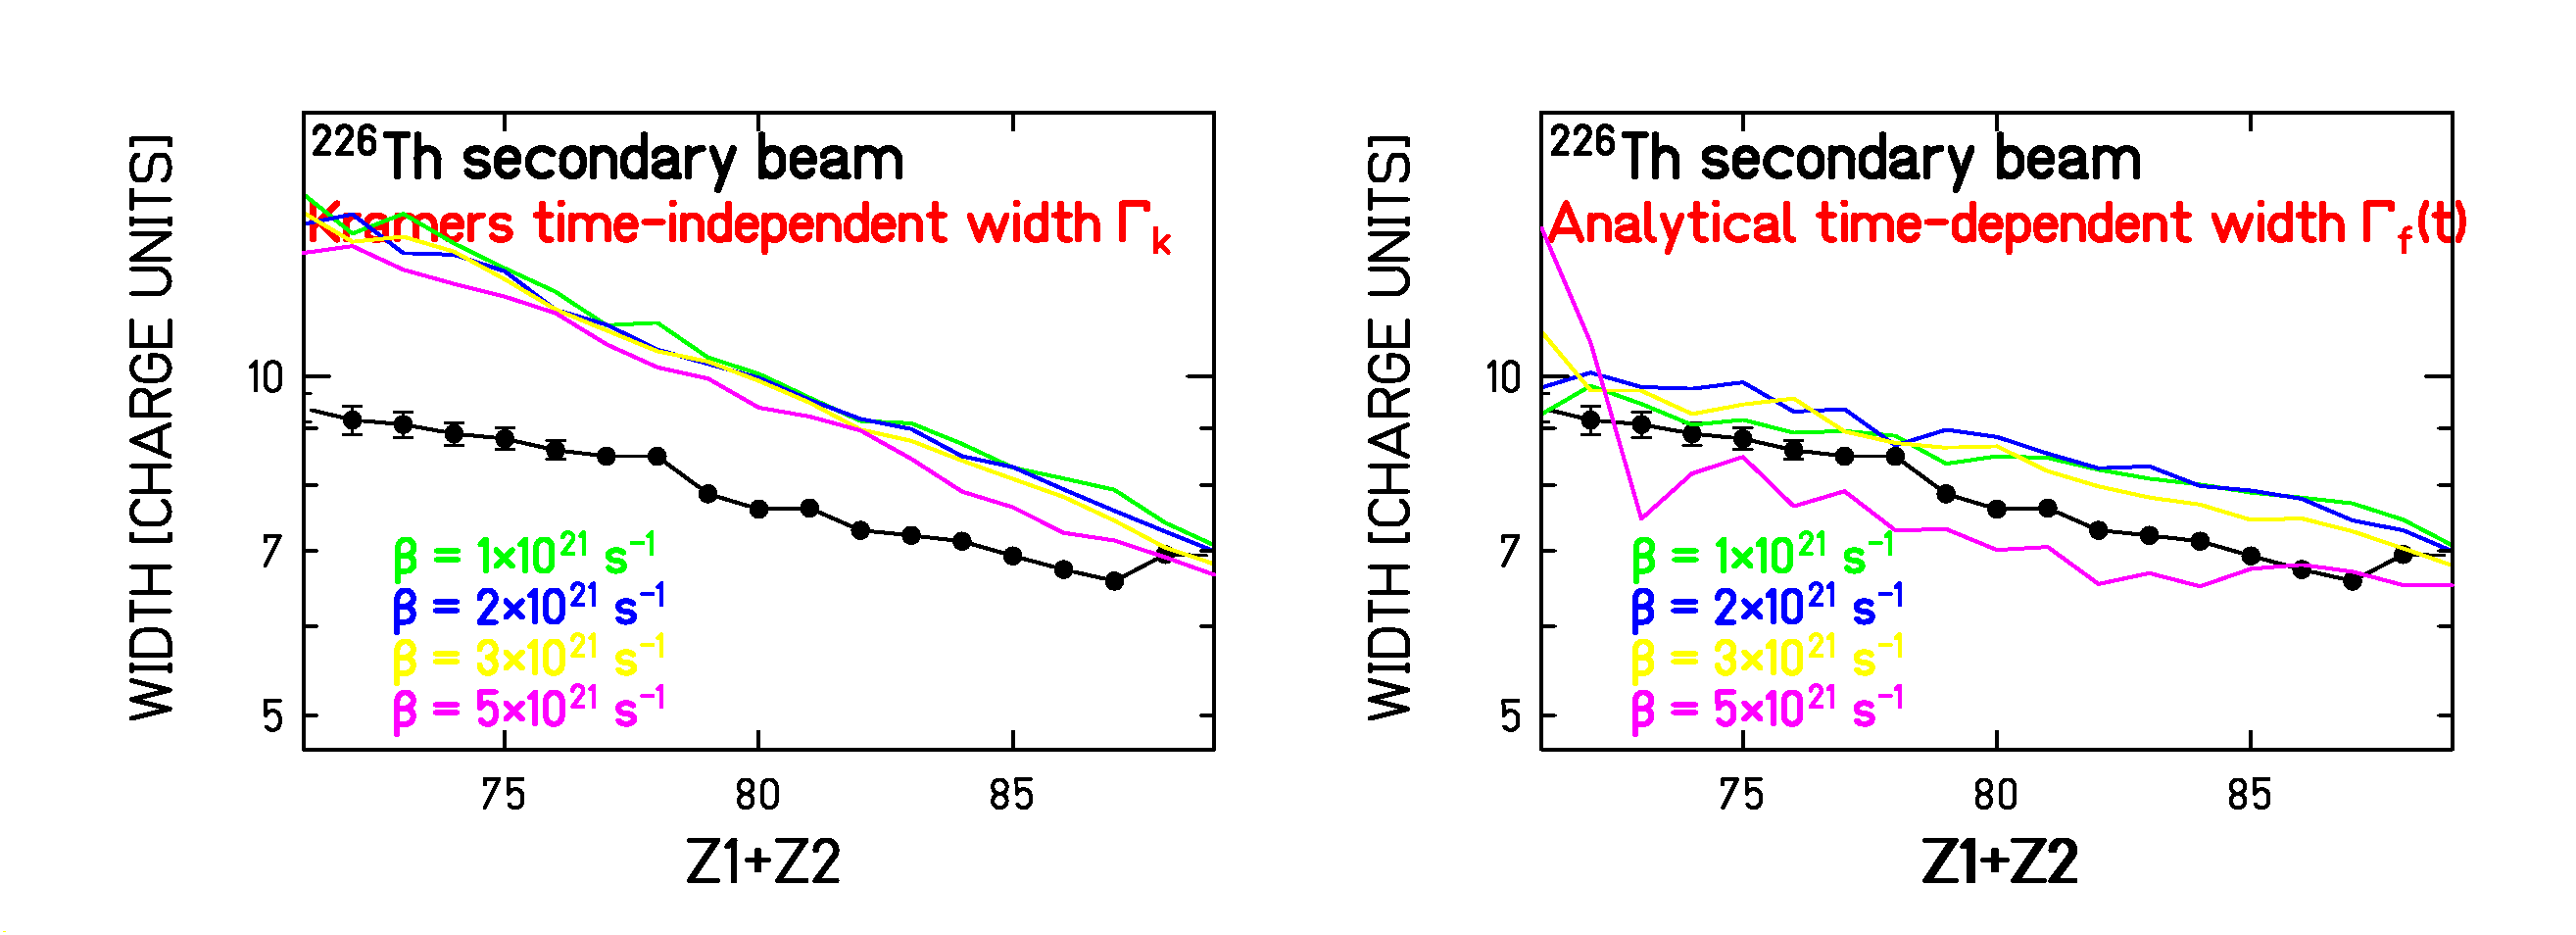 ²²⁶Th secondary beam
Kramers time-independent width Γₖ
WIDTH [CHARGE UNITS]
10
7
5
β = 1×10²¹ s⁻¹
β = 2×10²¹ s⁻¹
β = 3×10²¹ s⁻¹
β = 5×10²¹ s⁻¹
75 80 85
Z1+Z2
²²⁶Th secondary beam
Analytical time-dependent width Γf(t)
WIDTH [CHARGE UNITS]
10
7
5
β = 1×10²¹ s⁻¹
β = 2×10²¹ s⁻¹
β = 3×10²¹ s⁻¹
β = 5×10²¹ s⁻¹
75 80 85
Z1+Z2